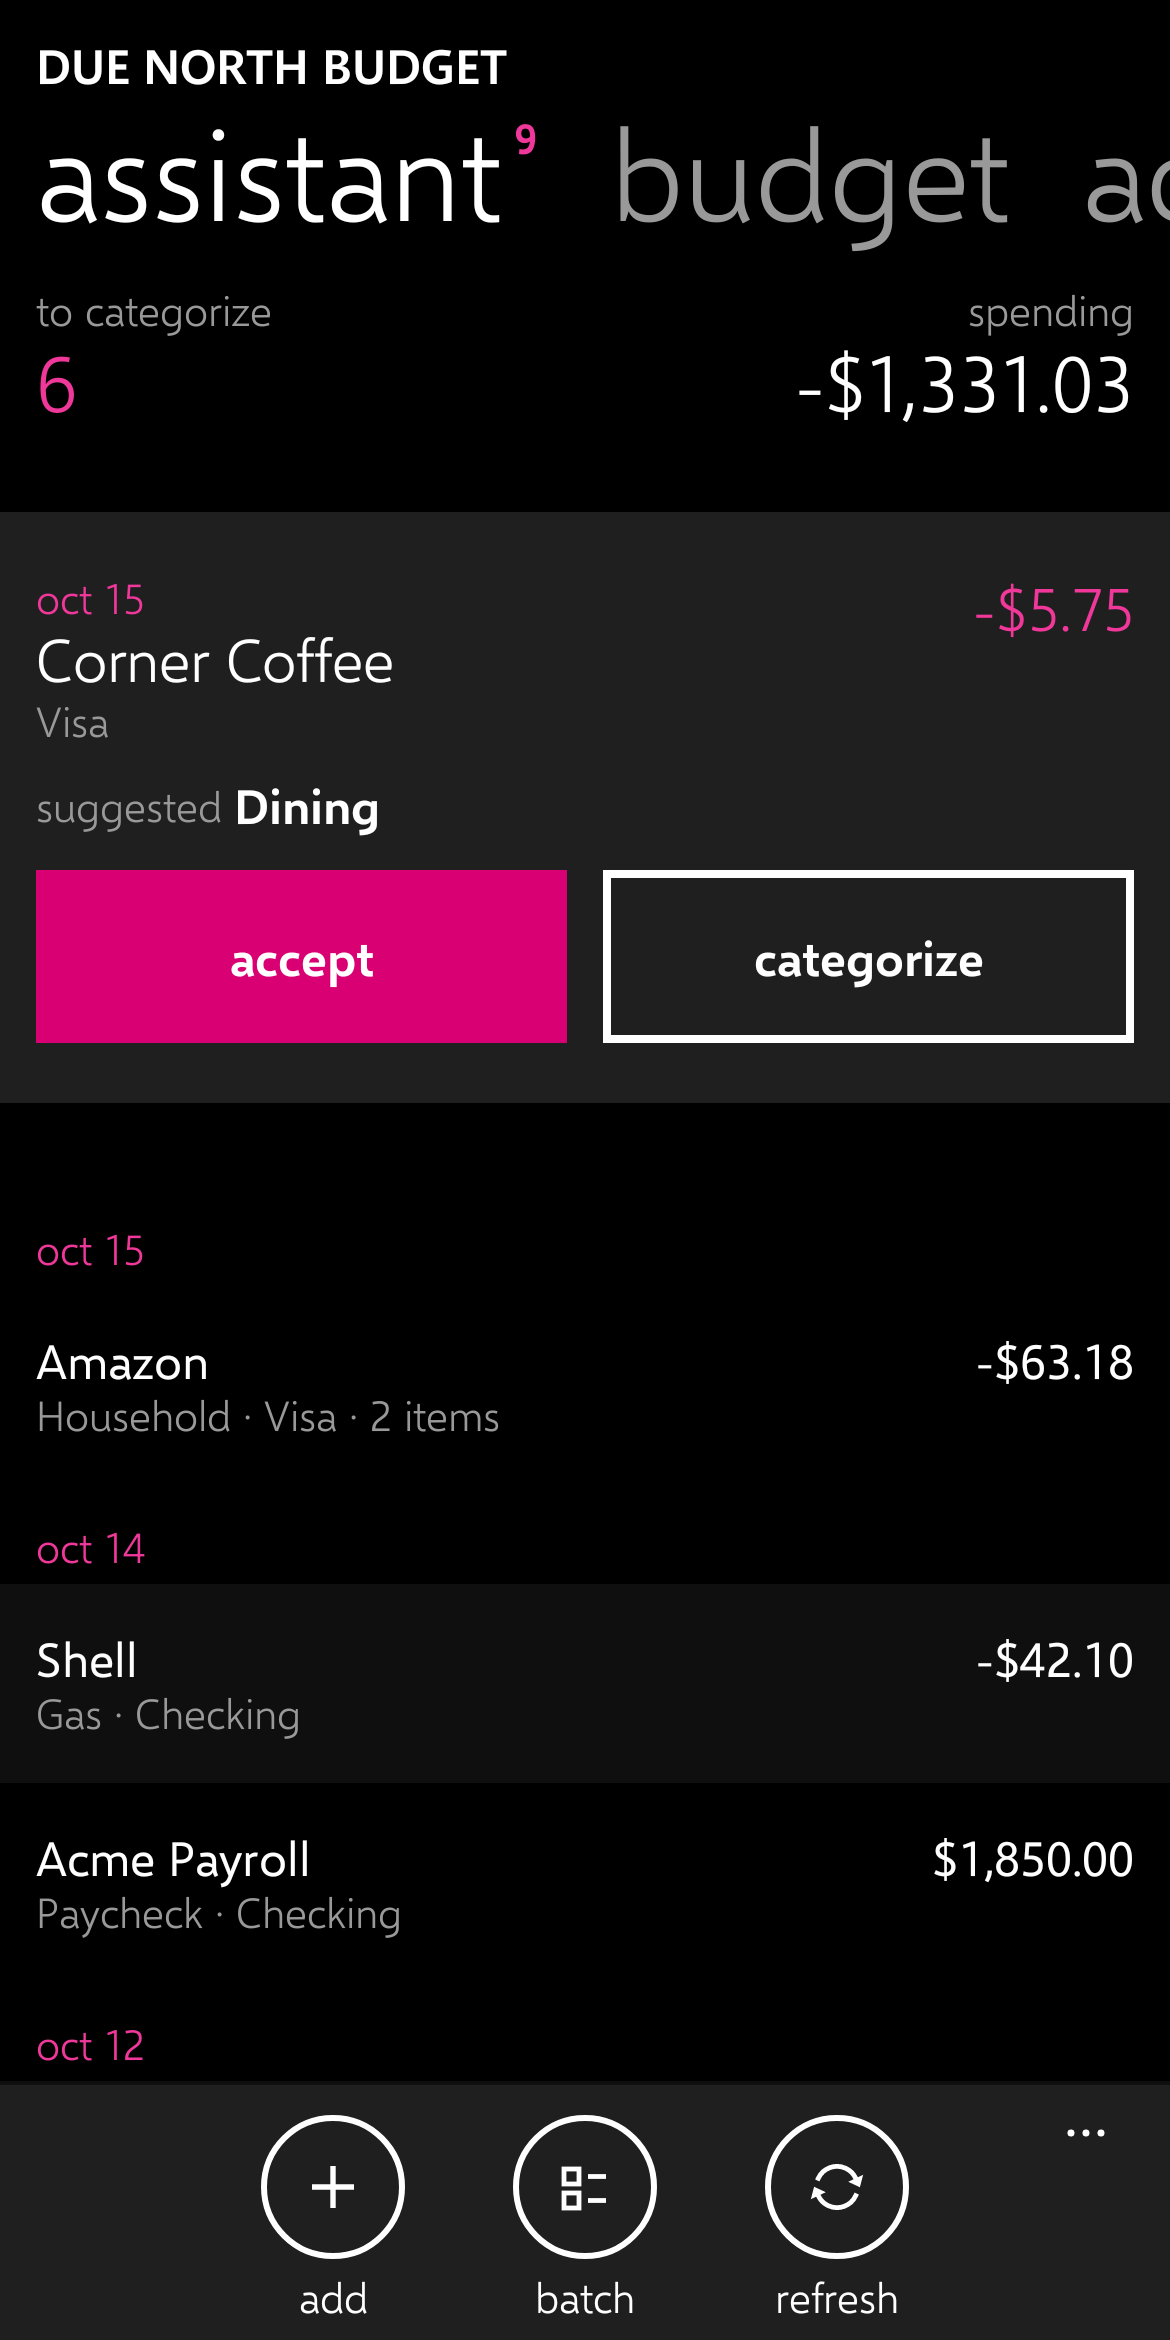 DUE NORTH BUDGET
assistant 9 budget ac
to categorize spending
6 -$1,331.03
oct 15 -$5.75
Corner Coffee
Visa
suggested Dining
accept categorize
oct 15
Amazon -$63.18
Household · Visa · 2 items
oct 14
Shell -$42.10
Gas · Checking
Acme Payroll $1,850.00
Paycheck · Checking
oct 12
...
add batch refresh